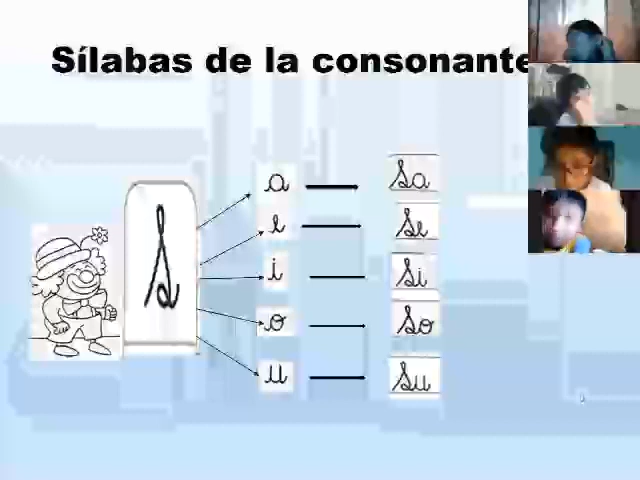 Sílabas de la consonante
S
a Sa
e Se
i Si
o So
u Su